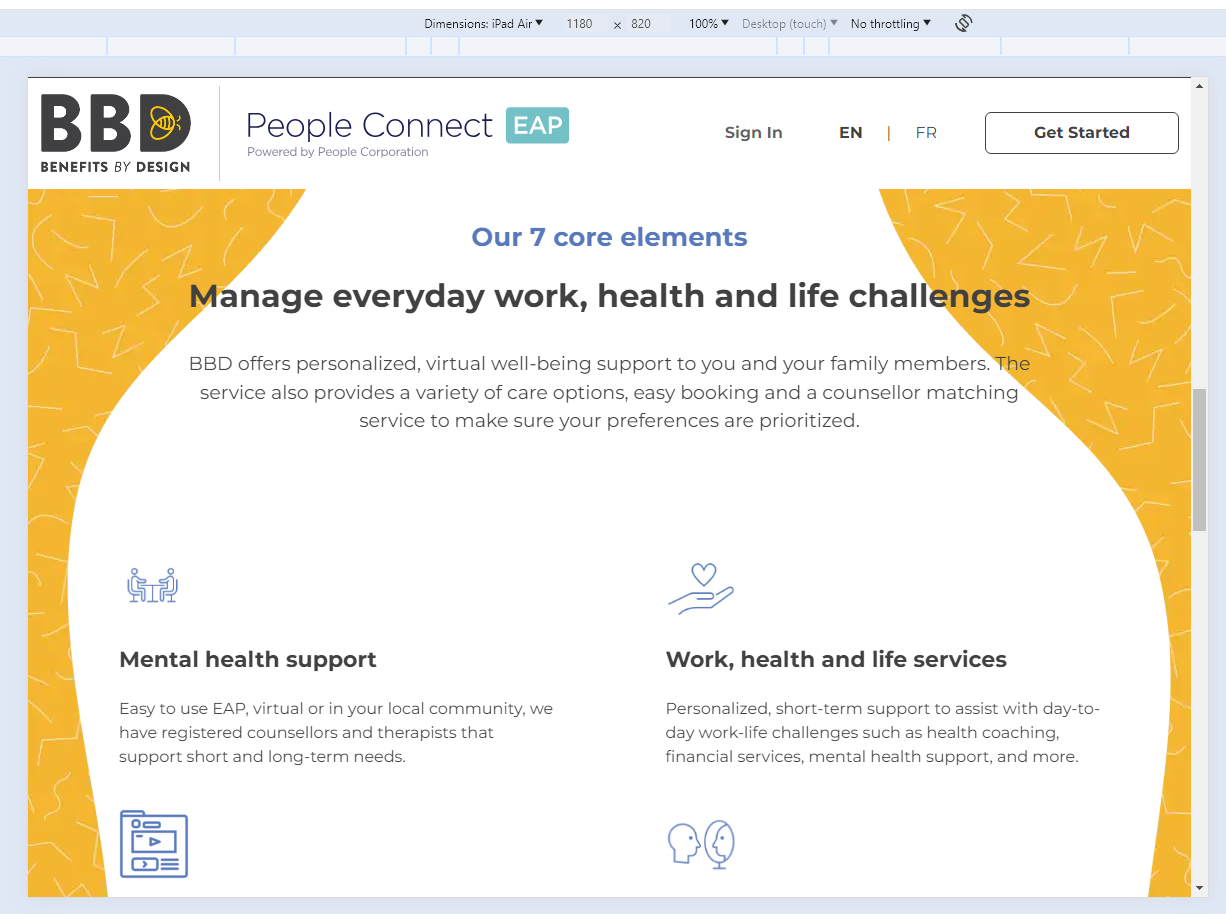 Dimensions: iPad Air ▼ 1180 x 820 100% ▼ Desktop (touch) ▼ No throttling ▼
BBD
BENEFITS BY DESIGN
People Connect EAP
Powered by People Corporation
Sign In EN | FR Get Started
Our 7 core elements
Manage everyday work, health and life challenges
BBD offers personalized, virtual well-being support to you and your family members. The
service also provides a variety of care options, easy booking and a counsellor matching
service to make sure your preferences are prioritized.
Mental health support
Easy to use EAP, virtual or in your local community, we
have registered counsellors and therapists that
support short and long-term needs.
Work, health and life services
Personalized, short-term support to assist with day-to-
day work-life challenges such as health coaching,
financial services, mental health support, and more.